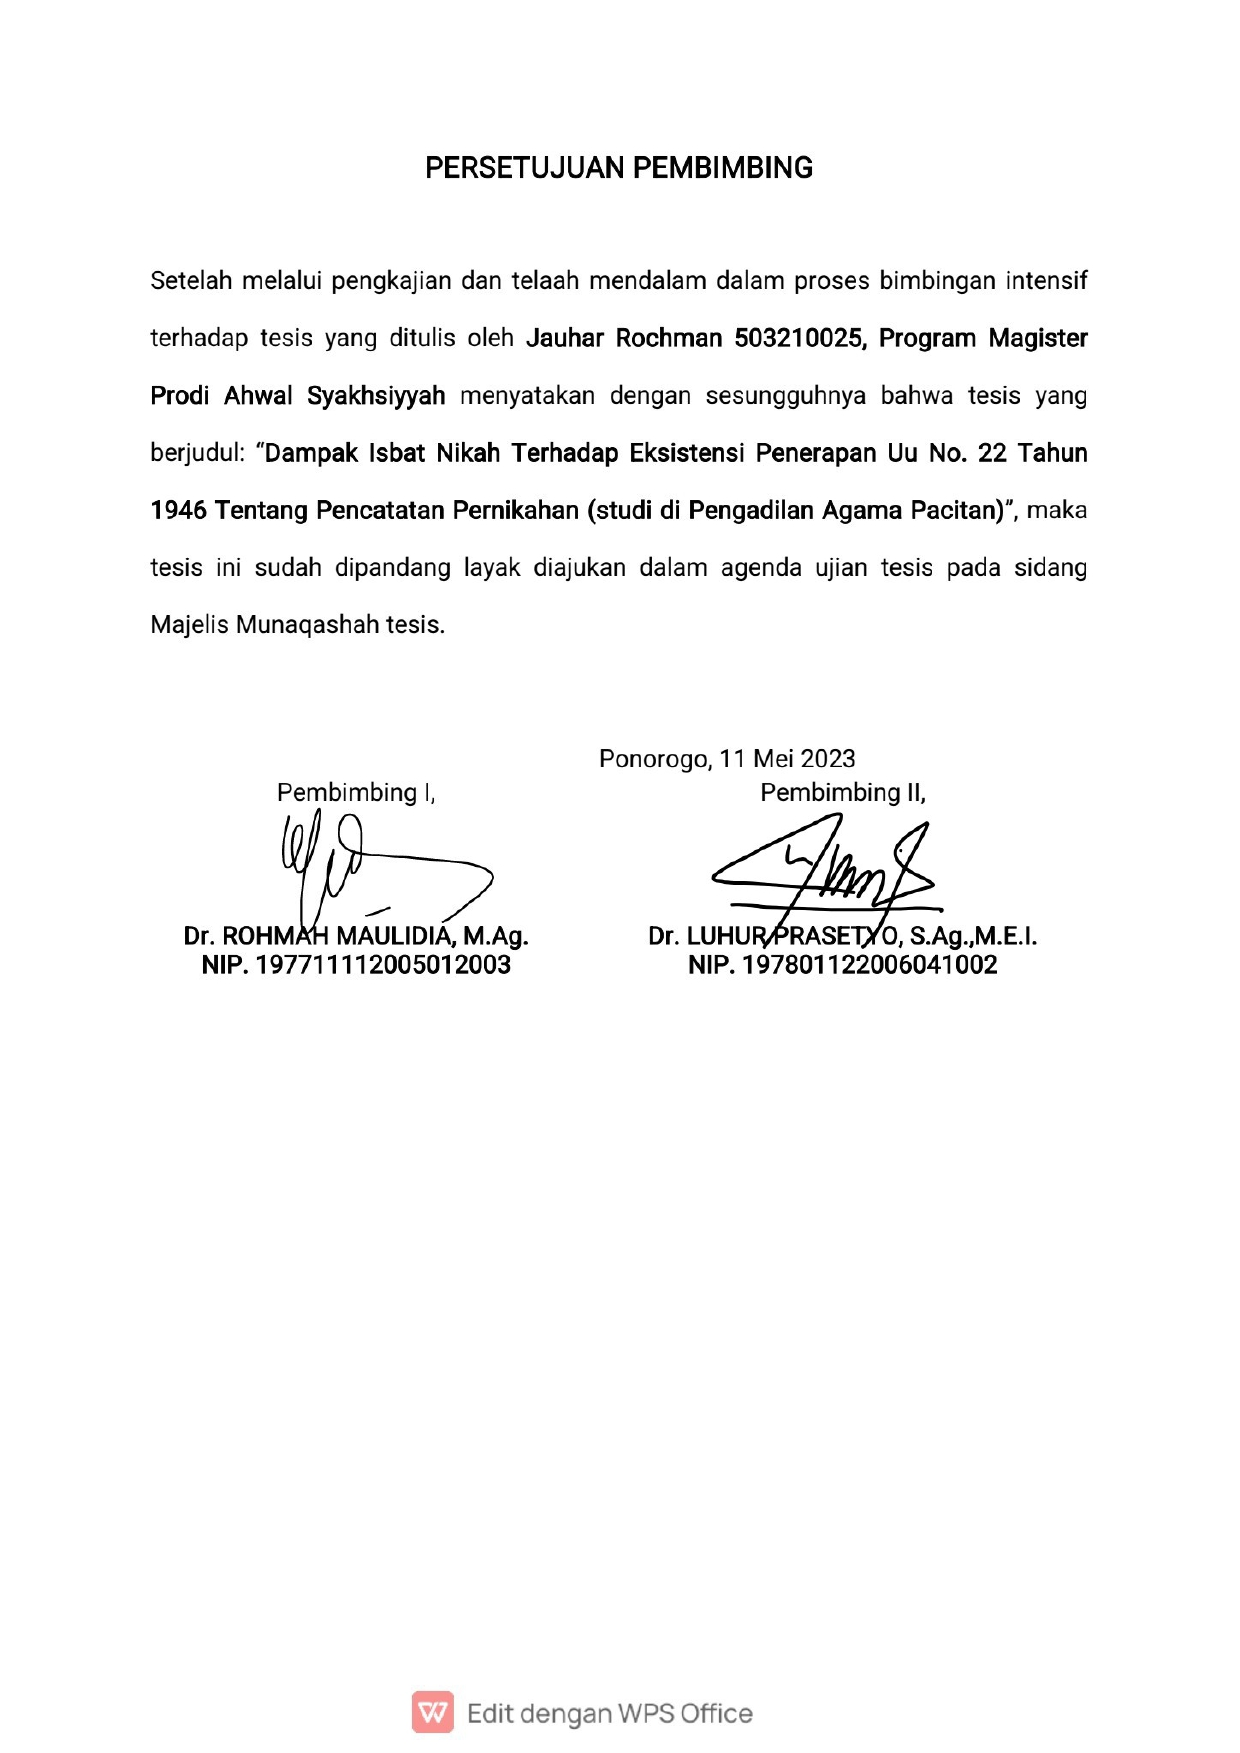 PERSETUJUAN PEMBIMBING
Setelah melalui pengkajian dan telaah mendalam dalam proses bimbingan intensif
terhadap tesis yang ditulis oleh Jauhar Rochman 503210025, Program Magister
Prodi Ahwal Syakhsiyyah menyatakan dengan sesungguhnya bahwa tesis yang
berjudul: “Dampak Isbat Nikah Terhadap Eksistensi Penerapan Uu No. 22 Tahun
1946 Tentang Pencatatan Pernikahan (studi di Pengadilan Agama Pacitan)”, maka
tesis ini sudah dipandang layak diajukan dalam agenda ujian tesis pada sidang
Majelis Munaqashah tesis.
Ponorogo, 11 Mei 2023
Pembimbing I,
Dr. ROHMAH MAULIDIA, M.Ag.
NIP. 197711112005012003
Pembimbing II,
Dr. LUHUR PRASETYO, S.Ag.,M.E.I.
NIP. 197801122006041002
Edit dengan WPS Office